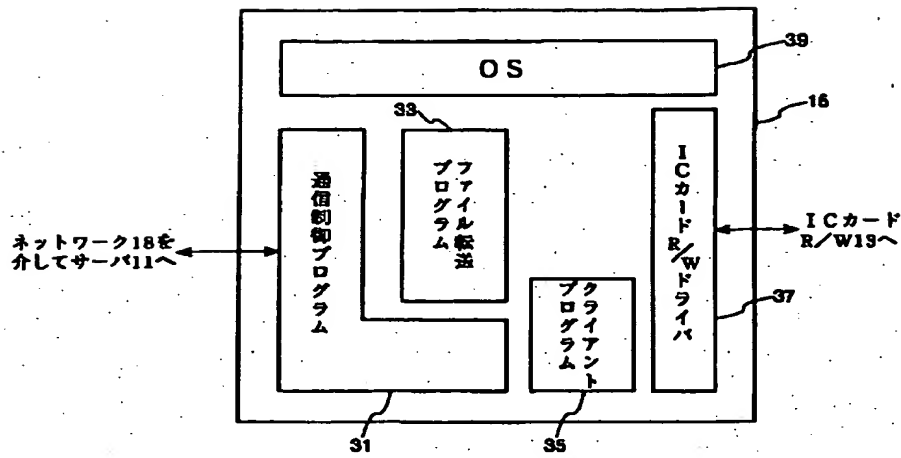 OS
39
15
33
通信制御プログラム
ファイル転送
プログラム
ICカードR/Wドライバ
ネットワーク18を
介してサーバ11へ
ICカード
R/W13へ
クライアント
プログラム
37
31
35